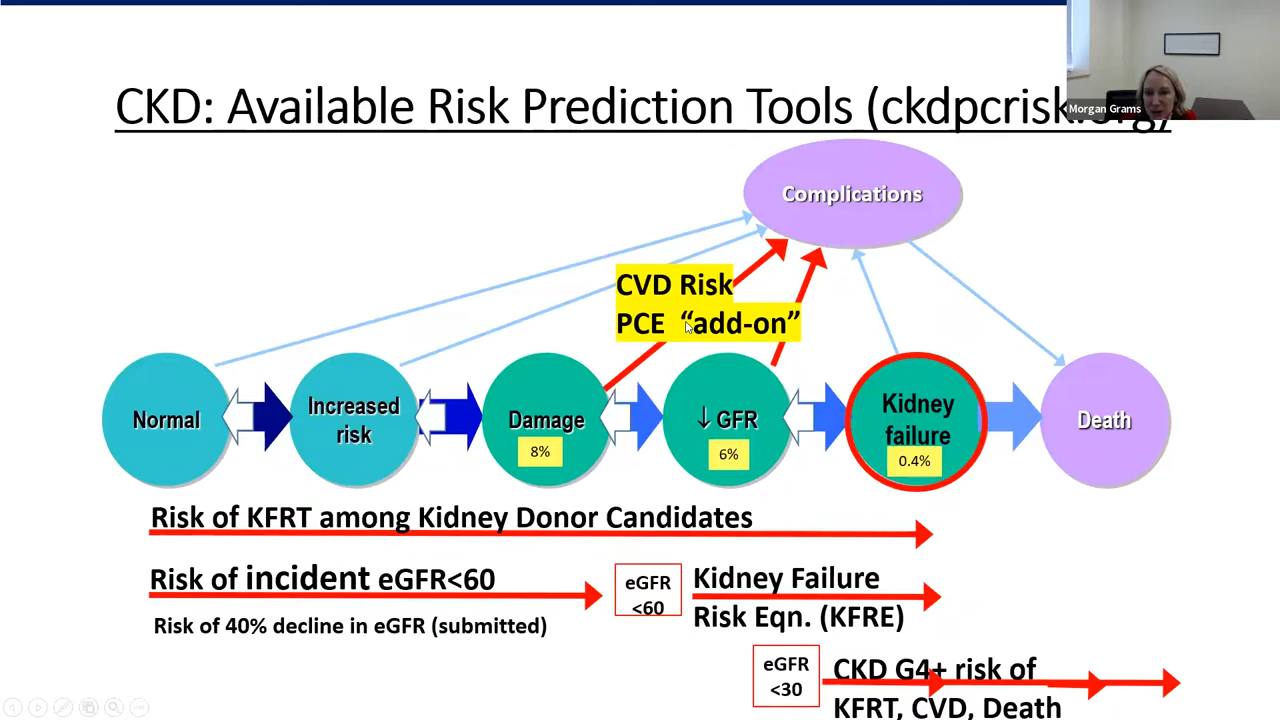 CKD: Available Risk Prediction Tools (ckdpcrisk.org)
Morgan Grams
Complications
CVD Risk
PCE “add-on”
Normal
Increased
risk
Damage
8%
↓ GFR
6%
Kidney
failure
0.4%
Death
Risk of KFRT among Kidney Donor Candidates
Risk of incident eGFR<60
Risk of 40% decline in eGFR (submitted)
eGFR
<60
Kidney Failure
Risk Eqn. (KFRE)
eGFR
<30
CKD G4+ risk of
KFRT, CVD, Death